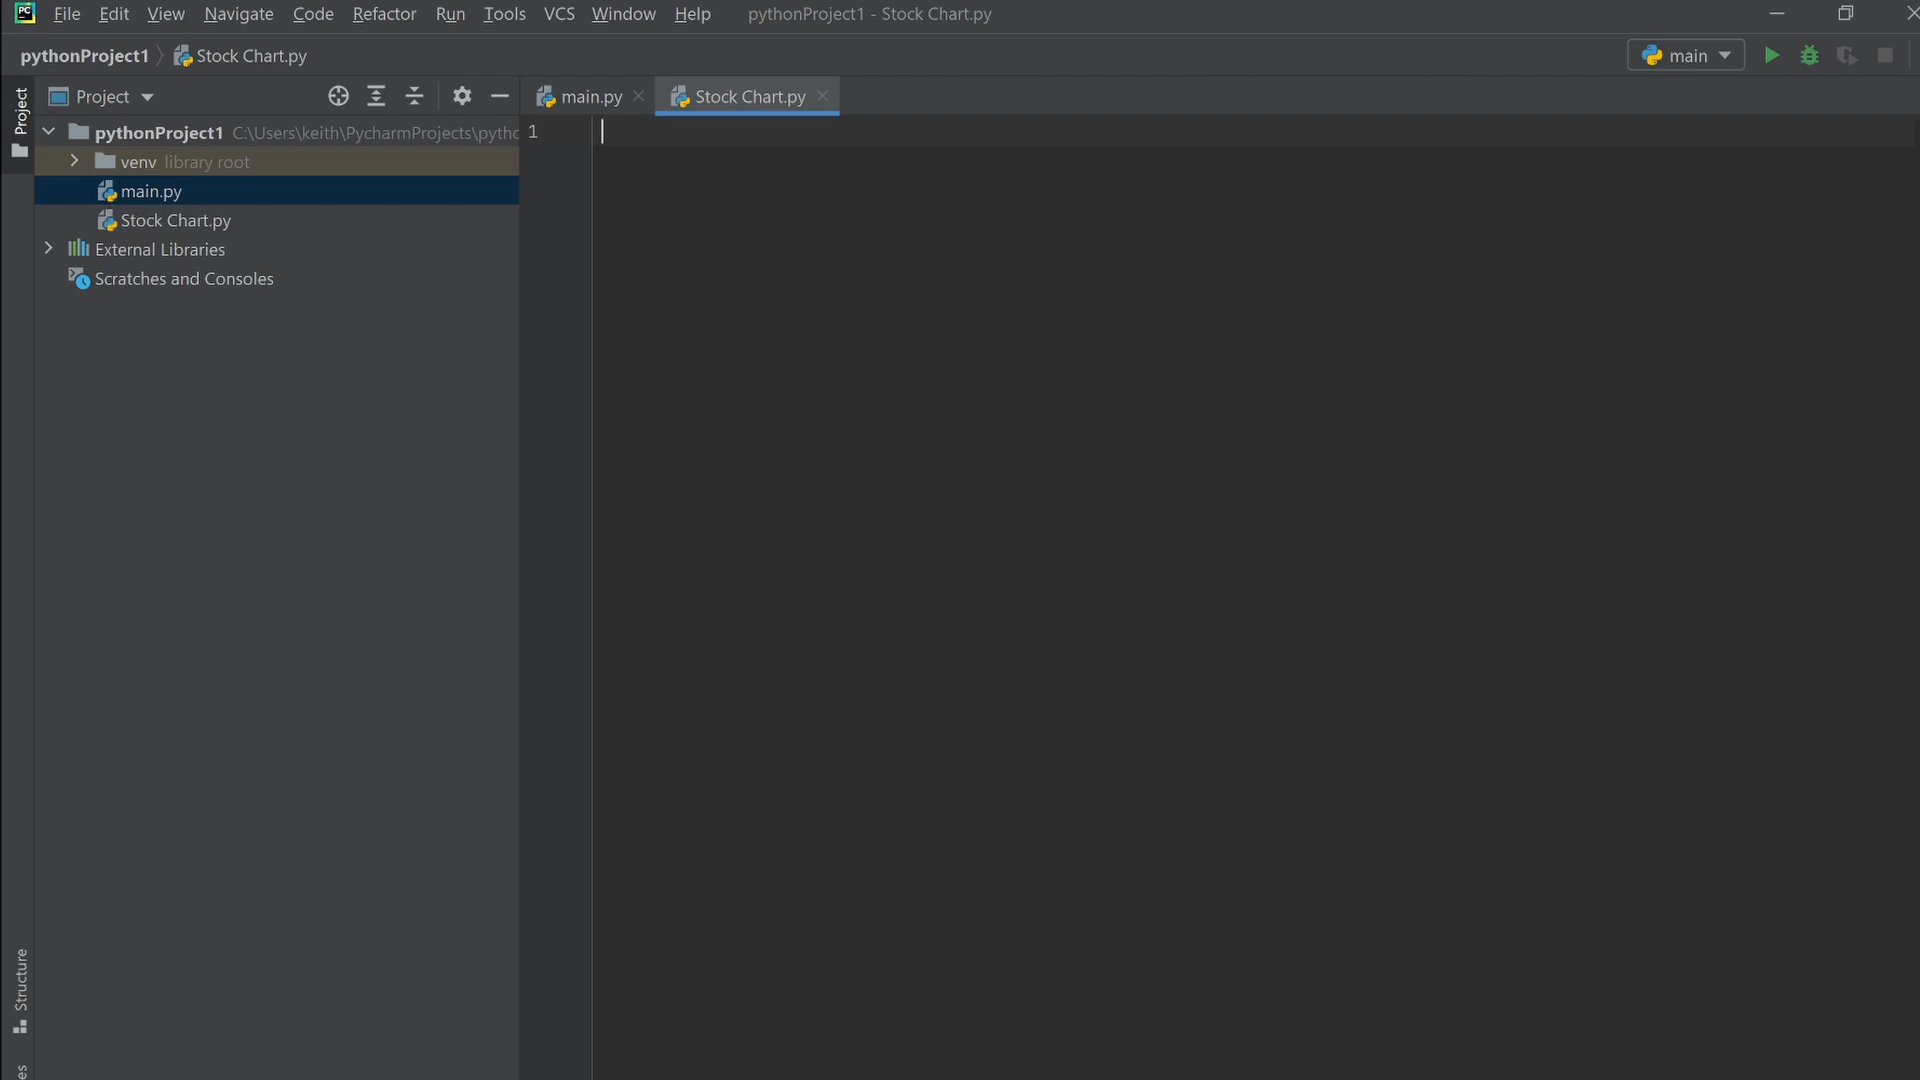 PC File Edit View Navigate Code Refactor Run Tools VCS Window Help pythonProject1 - Stock Chart.py
pythonProject1 Stock Chart.py main
Project
Project
main.py Stock Chart.py
pythonProject1 C:\Users\keith\PycharmProjects\pytho
1
venv library root
main.py
Stock Chart.py
External Libraries
Scratches and Consoles
Structure
es